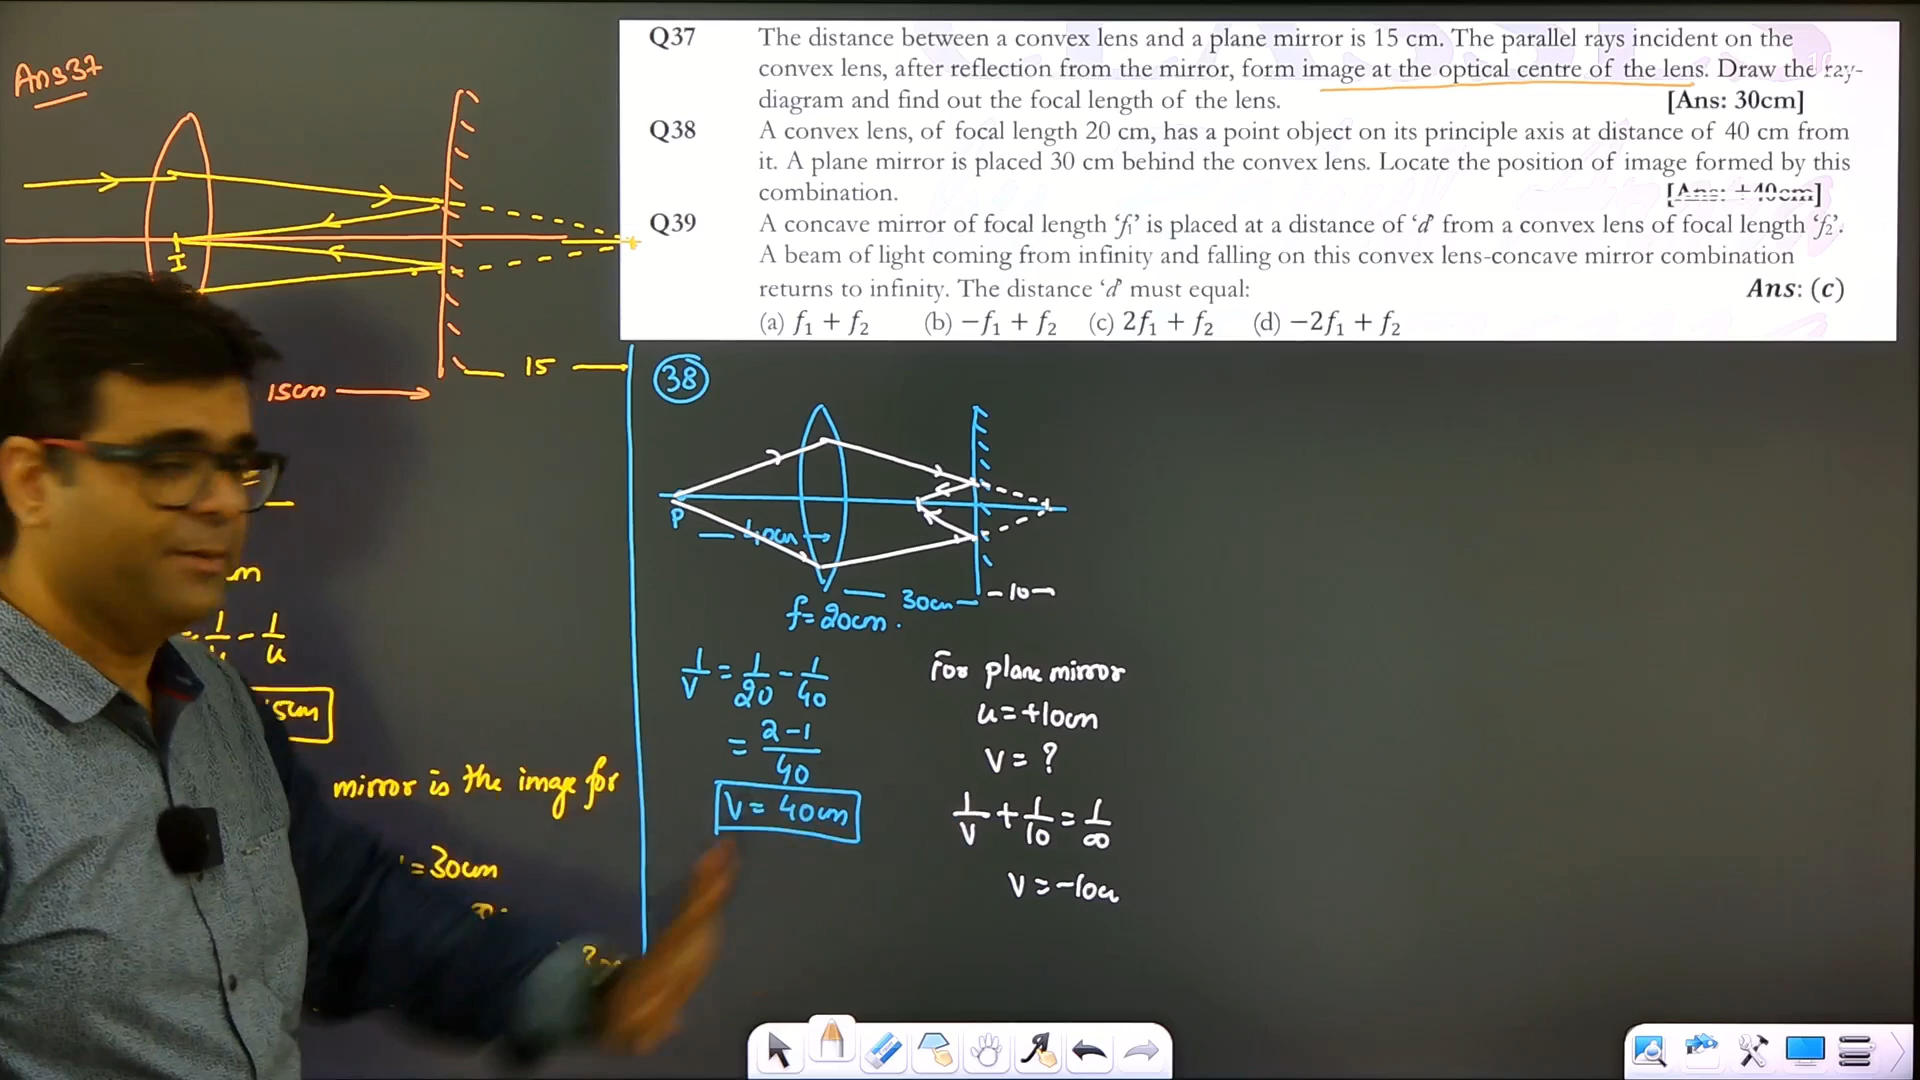 Q37 The distance between a convex lens and a plane mirror is 15 cm. The parallel rays incident on the
convex lens, after reflection from the mirror, form image at the optical centre of the lens. Draw the ray-
diagram and find out the focal length of the lens. [Ans: 30cm]
Q38 A convex lens, of focal length 20 cm, has a point object on its principle axis at distance of 40 cm from
it. A plane mirror is placed 30 cm behind the convex lens. Locate the position of image formed by this
combination. [Ans: +40cm]
Q39 A concave mirror of focal length ‘f₁’ is placed at a distance of ‘d’ from a convex lens of focal length ‘f₂’.
A beam of light coming from infinity and falling on this convex lens-concave mirror combination
returns to infinity. The distance ‘d’ must equal: Ans: (c)
(a) f₁ + f₂ (b) −f₁ + f₂ (c) 2f₁ + f₂ (d) −2f₁ + f₂
Ans37
I
15
15cm
1/u
5cm
mirror is the image for
= 30cm
38
P
40cm
30cm
10
f = 20cm.
1/v = 1/20 - 1/40
= 2-1/40
v = 40cm
For plane mirror
u = +10cm
v = ?
1/v + 1/10 = 1/∞
v = -10cm